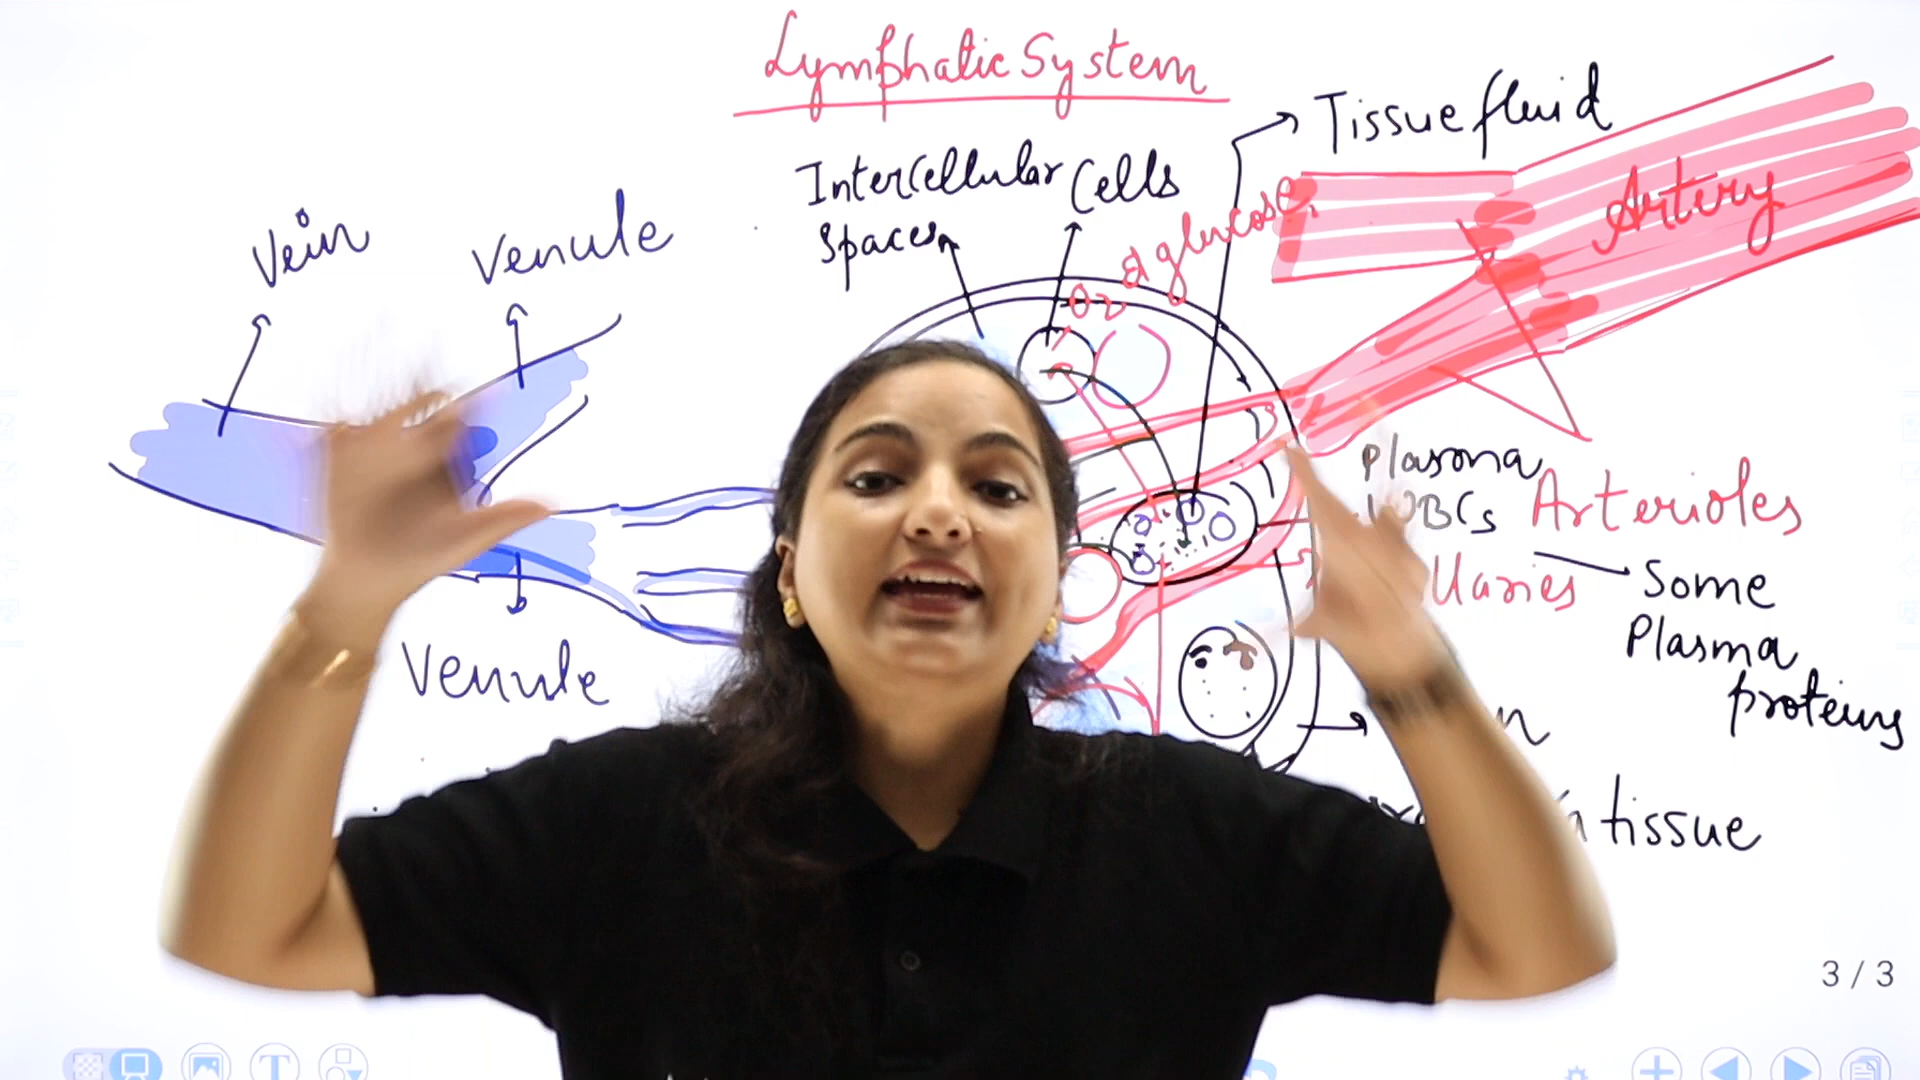 Lymphatic System
Tissue fluid
Intercellular
Spaces
Cells
O2 & glucose,
Artery
Vein
Venule
Plasma
WBCs
Arterioles
Some
Plasma
proteins
Venule
tissue
3 / 3
T